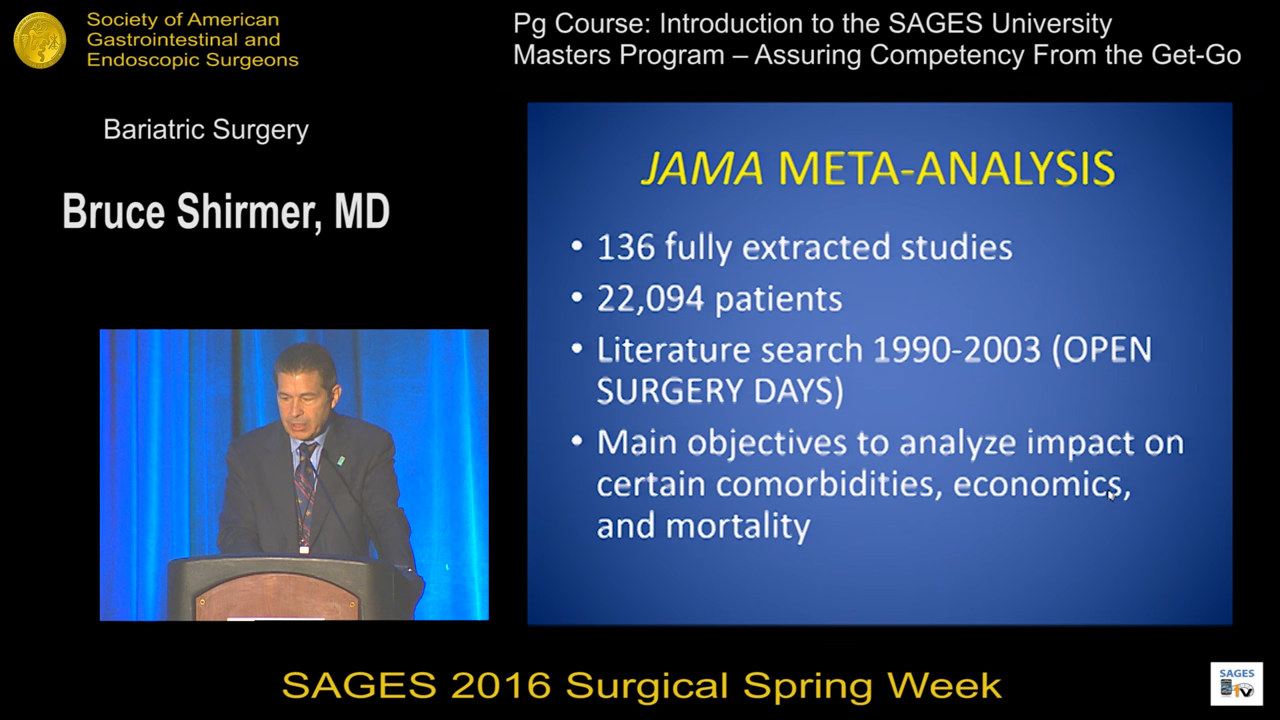 Society of American
Gastrointestinal and
Endoscopic Surgeons
Pg Course: Introduction to the SAGES University
Masters Program – Assuring Competency From the Get-Go
Bariatric Surgery
Bruce Shirmer, MD
JAMA META-ANALYSIS
• 136 fully extracted studies
• 22,094 patients
• Literature search 1990-2003 (OPEN
SURGERY DAYS)
• Main objectives to analyze impact on
certain comorbidities, economics,
and mortality
SAGES 2016 Surgical Spring Week
SAGES
TV